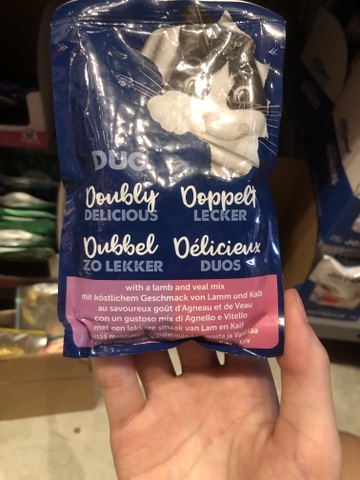 DUO
Doubly Doppelt
DELICIOUS LECKER
Dubbel Délicieux
ZO LEKKER DUOS
with a lamb and veal mix
mit köstlichem Geschmack von Lamm und Kalb
au savoureux goût d'Agneau et de Veau
con un gustoso mix di Agnello e Vitello
met een lekkere smaak van Lam en Kalf